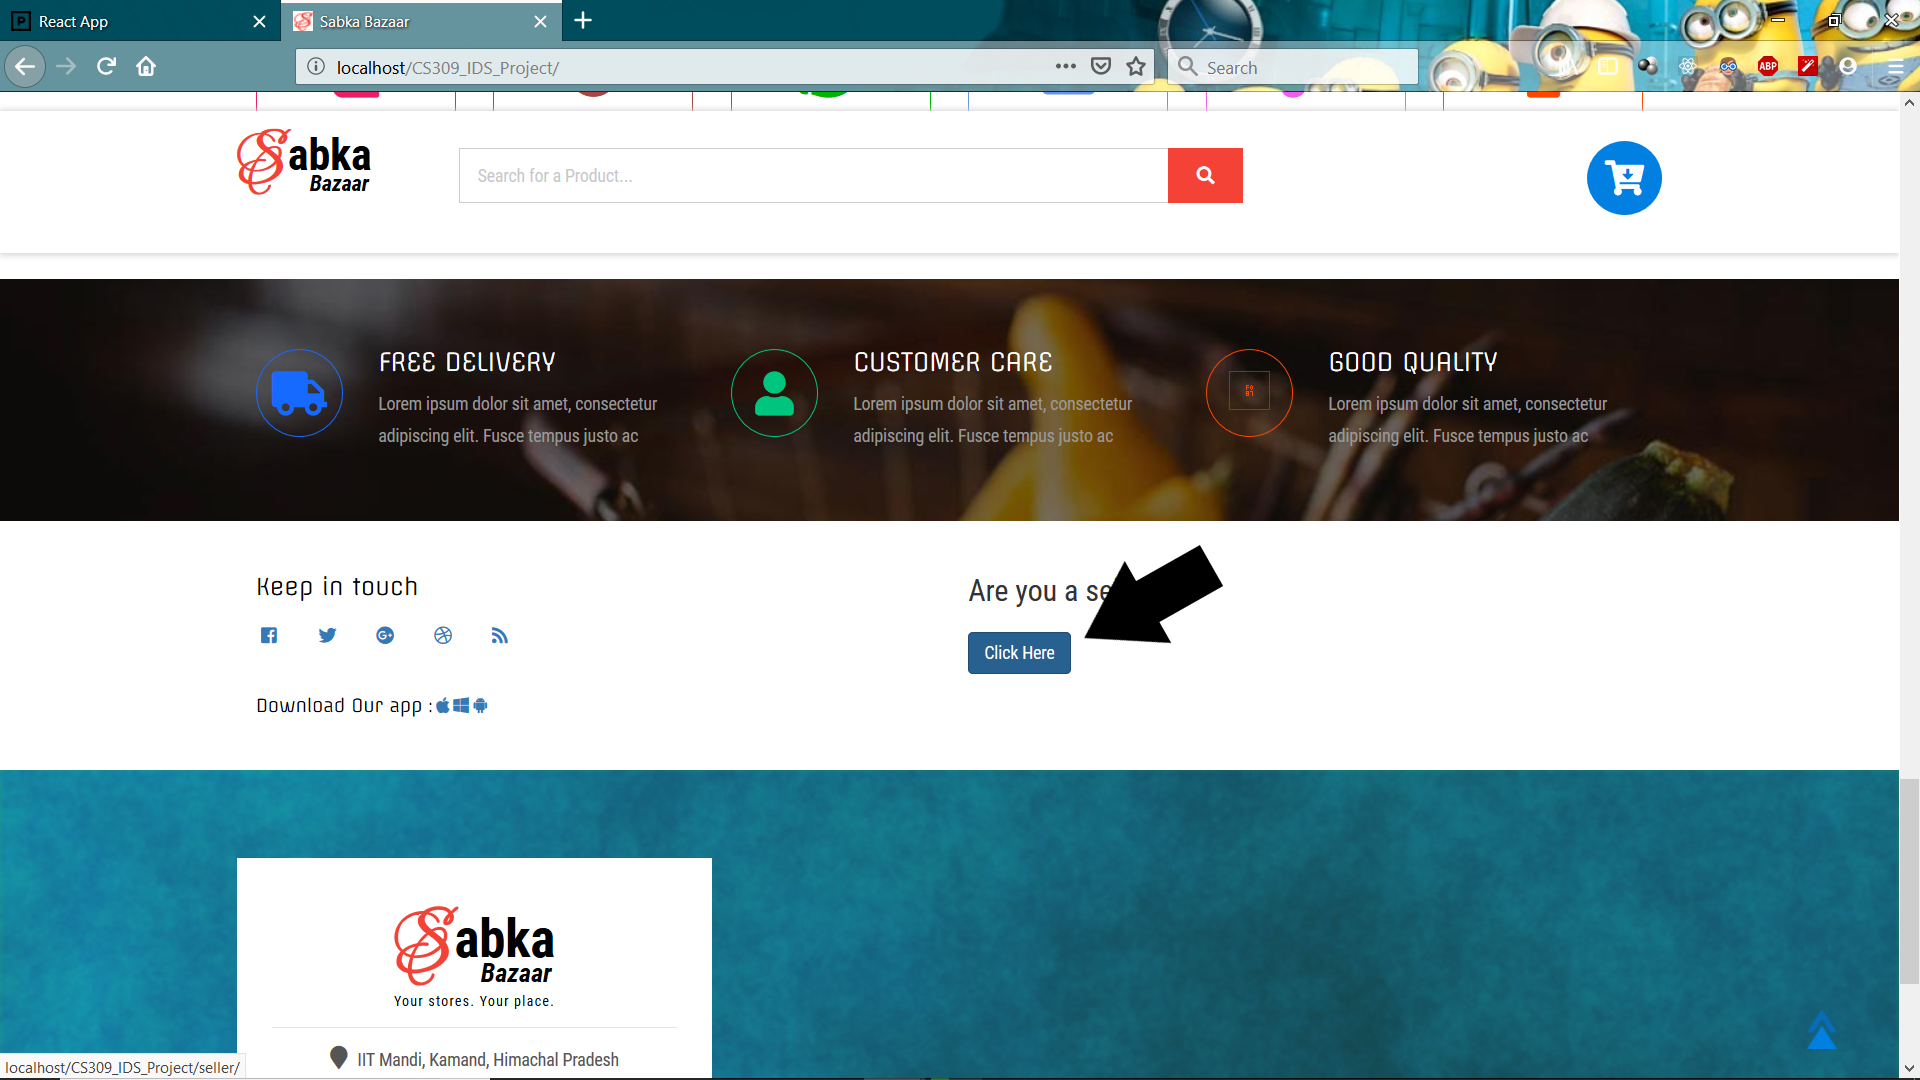 React App
Sabka Bazaar
localhost/CS309_IDS_Project/
Search
ABP
Sabka
Bazaar
Search for a Product...
FREE DELIVERY
Lorem ipsum dolor sit amet, consectetur
adipiscing elit. Fusce tempus justo ac
CUSTOMER CARE
Lorem ipsum dolor sit amet, consectetur
adipiscing elit. Fusce tempus justo ac
GOOD QUALITY
Lorem ipsum dolor sit amet, consectetur
adipiscing elit. Fusce tempus justo ac
Keep in touch
Are you a
Click Here
Download Our app :
Sabka
Bazaar
Your stores. Your place.
IIT Mandi, Kamand, Himachal Pradesh
localhost/CS309_IDS_Project/seller/